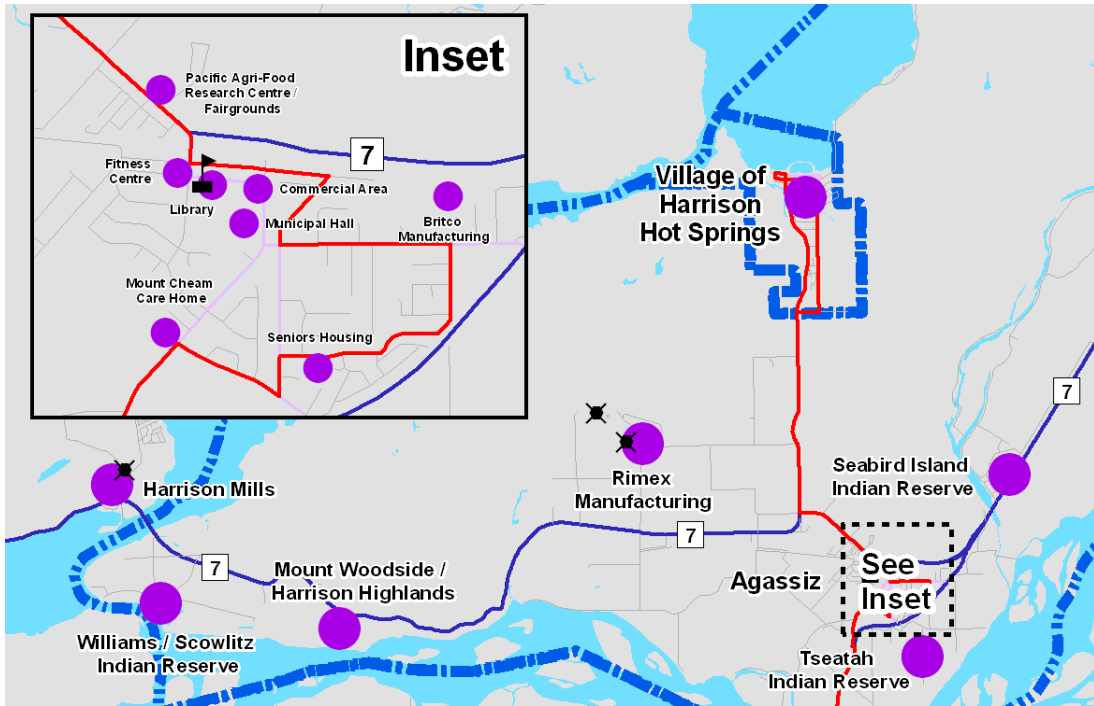 Inset
Pacific Agri-Food
Research Centre /
Fairgrounds
7
Fitness
Centre
Library
Commercial Area
Municipal Hall
Britco
Manufacturing
Mount Cheam
Care Home
Seniors Housing
Village of
Harrison
Hot Springs
7
Seabird Island
Indian Reserve
Rimex
Manufacturing
Harrison Mills
7
7
Mount Woodside /
Harrison Highlands
Agassiz
See
Inset
Williams / Scowlitz
Indian Reserve
Tseatah
Indian Reserve